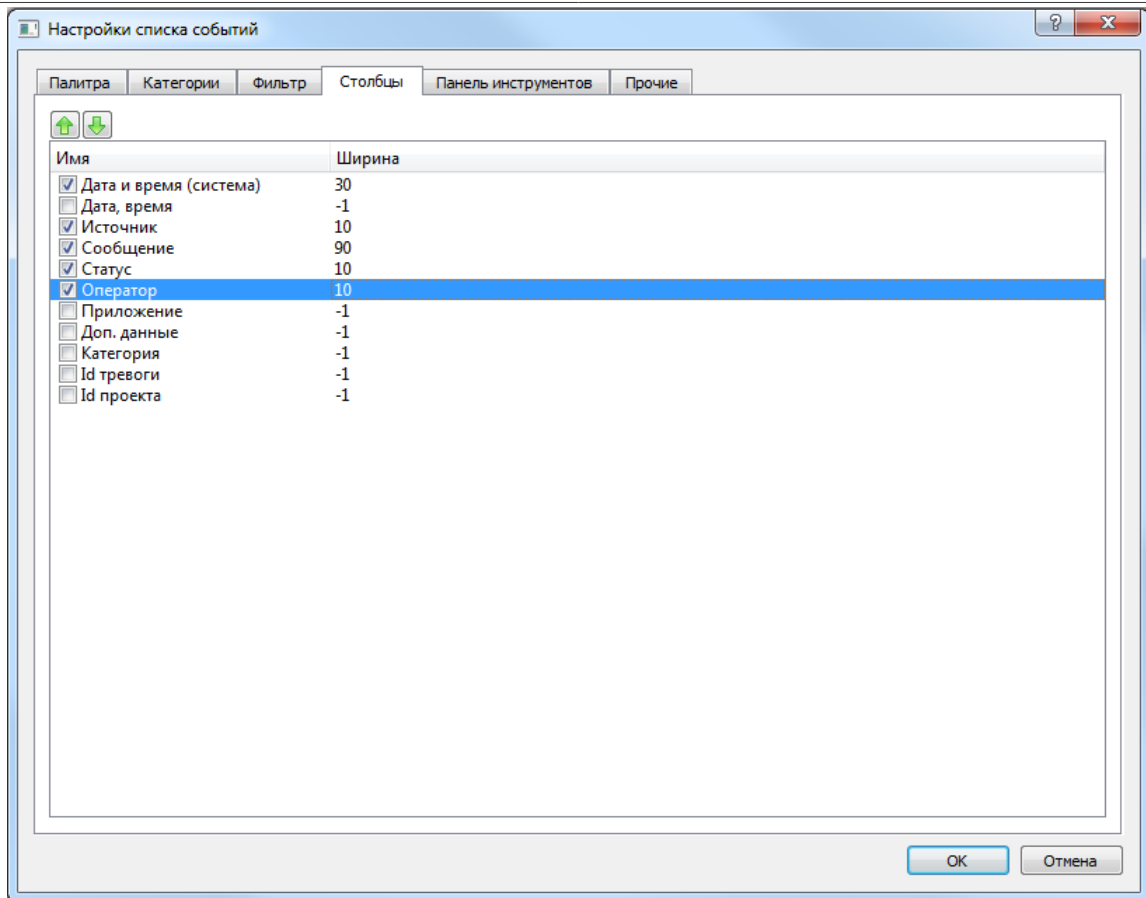 Настройки списка событий
Палитра Категории Фильтр Столбцы Панель инструментов Прочие
Имя Ширина
Дата и время (система) 30
Дата, время -1
Источник 10
Сообщение 90
Статус 10
Оператор 10
Приложение -1
Доп. данные -1
Категория -1
Id тревоги -1
Id проекта -1
OK Отмена